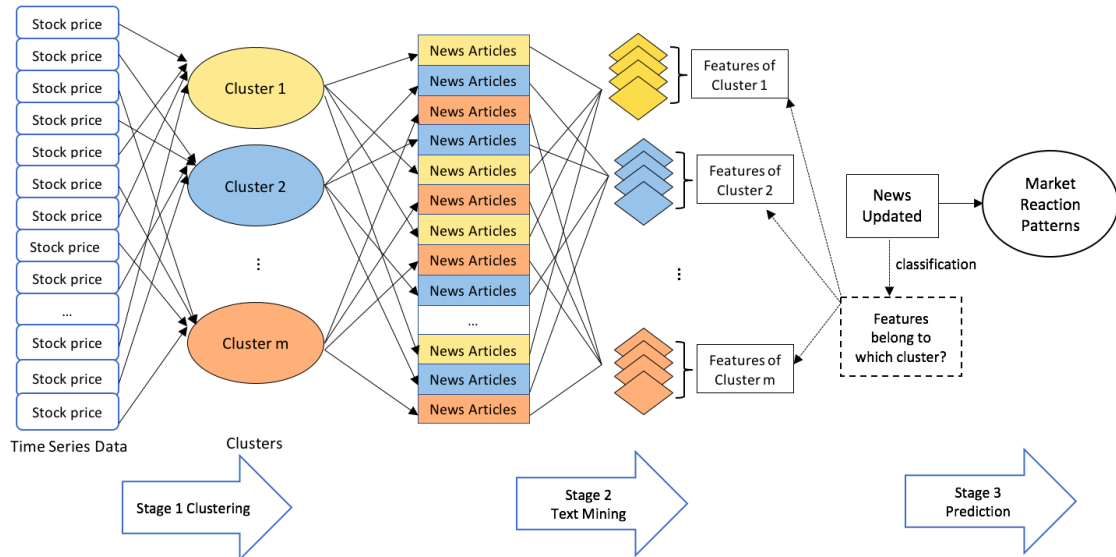 Stock price
Stock price
Stock price
Stock price
Stock price
Stock price
Stock price
Stock price
Stock price
...
Stock price
Stock price
Stock price
Time Series Data
Cluster 1
Cluster 2
...
Cluster m
Clusters
News Articles
News Articles
News Articles
News Articles
News Articles
News Articles
News Articles
News Articles
News Articles
...
News Articles
News Articles
News Articles
Features of
Cluster 1
Features of
Cluster 2
...
Features of
Cluster m
News
Updated
Market
Reaction
Patterns
classification
Features
belong to
which cluster?
Stage 1 Clustering
Stage 2
Text Mining
Stage 3
Prediction